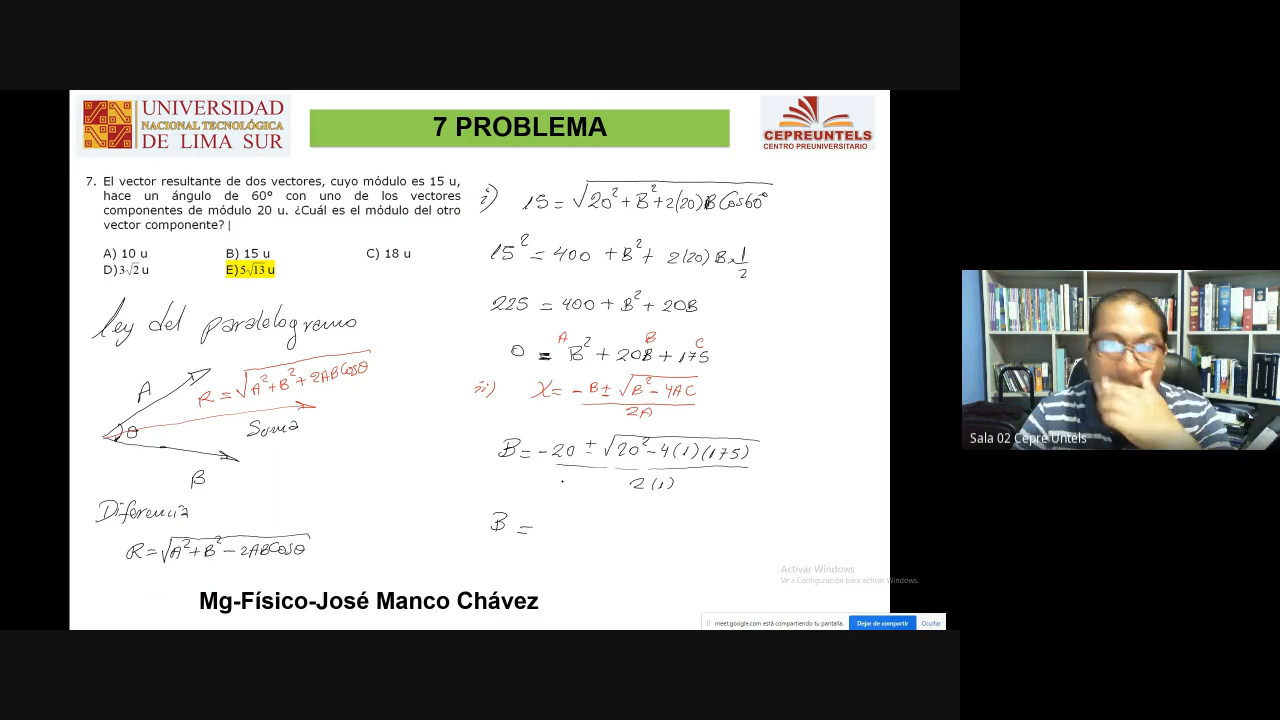 UNIVERSIDAD
NACIONAL TECNOLÓGICA
DE LIMA SUR
7 PROBLEMA
CEPREUNTELS
CENTRO PREUNIVERSITARIO
7. El vector resultante de dos vectores, cuyo módulo es 15 u,
hace un ángulo de 60° con uno de los vectores
componentes de módulo 20 u. ¿Cuál es el módulo del otro
vector componente?
A) 10 u B) 15 u C) 18 u
D) 3√2 u E) 5√13 u
Ley del paralelogramo
A
R = √A² + B² + 2ABCosθ
θ
Soma
B
Diferencia
R = √A² + B² − 2ABCosθ
i) 15 = √20² + B² + 2(20)B Cos60°
15² = 400 + B² + 2(20) B × 1/2
225 = 400 + B² + 20B
A B C
0 = B² + 20B + 175
ii) X = −B ± √B² − 4AC / 2A
B = −20 ± √20² − 4(1)(175) / 2(1)
B =
Mg-Físico-José Manco Chávez
Activar Windows
Ve a Configuración para activar Windows.
meet.google.com está compartiendo tu pantalla.
Dejar de compartir
Ocultar
Sala 02 Cepre Untels